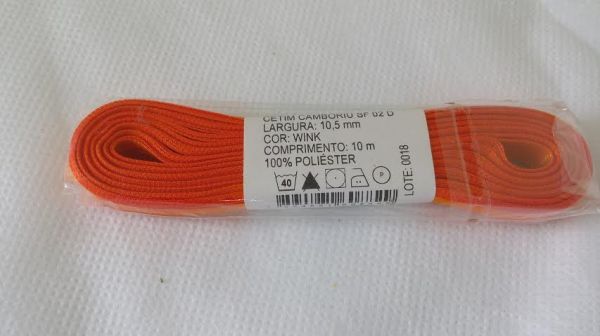 CETIM CAMBORIÚ SF 02 D
LARGURA: 10,5 mm
COR: WINK
COMPRIMENTO: 10 m
100% POLIÉSTER
40
P
LOTE: 0018